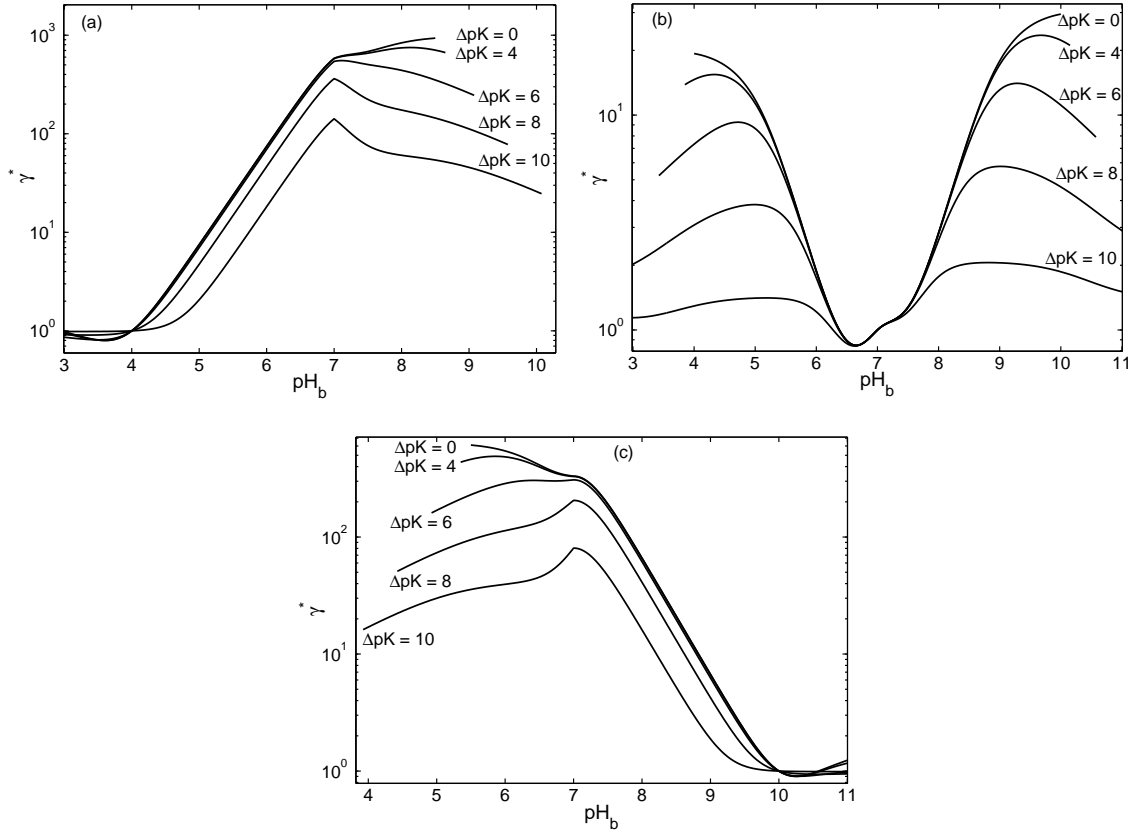 (a)
ΔpK = 0
ΔpK = 4
ΔpK = 6
ΔpK = 8
ΔpK = 10
10³
10²
10¹
10⁰
γ*
3 4 5 6 7 8 9 10
pH_b
(b)
ΔpK = 0
ΔpK = 4
ΔpK = 6
ΔpK = 8
ΔpK = 10
10¹
10⁰
γ*
3 4 5 6 7 8 9 10 11
pH_b
(c)
ΔpK = 0
ΔpK = 4
ΔpK = 6
ΔpK = 8
ΔpK = 10
10²
10¹
10⁰
γ*
4 5 6 7 8 9 10 11
pH_b